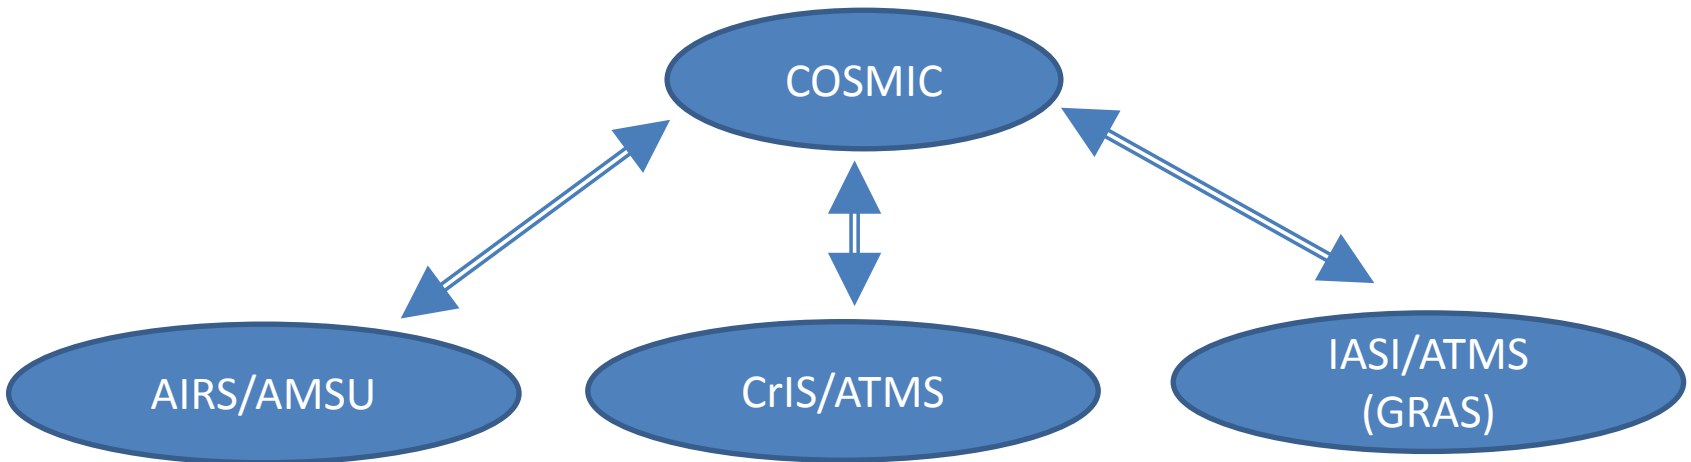 COSMIC
AIRS/AMSU
CrIS/ATMS
IASI/ATMS
(GRAS)